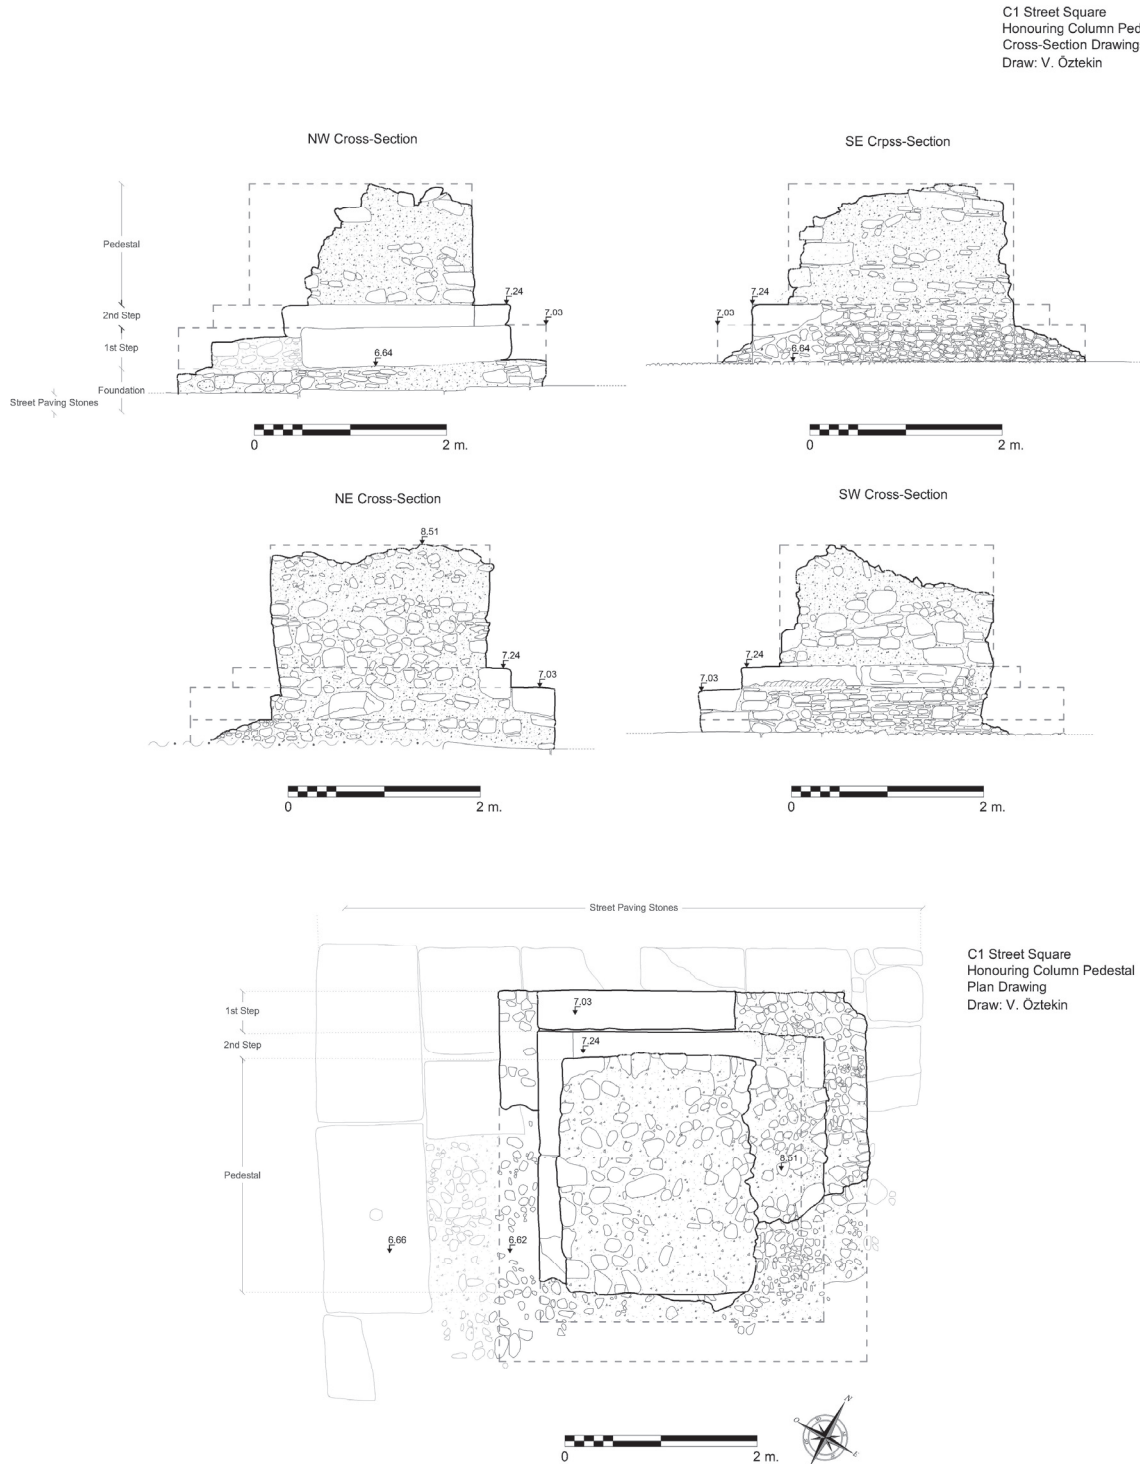 C1 Street Square
Honouring Column Ped
Cross-Section Drawing
Draw: V. Öztekin
NW Cross-Section
SE Crpss-Section
Pedestal
2nd Step
1st Step
Foundation
Street Paving Stones
7.24
7.03
6.64
7.24
7.03
6.64
0 2 m.
0 2 m.
NE Cross-Section
SW Cross-Section
8.51
7.24
7.03
7.24
7.03
0 2 m.
0 2 m.
Street Paving Stones
C1 Street Square
Honouring Column Pedestal
Plan Drawing
Draw: V. Öztekin
1st Step
2nd Step
Pedestal
7.03
7.24
8.51
6.66
6.62
N
O
E
0 2 m.